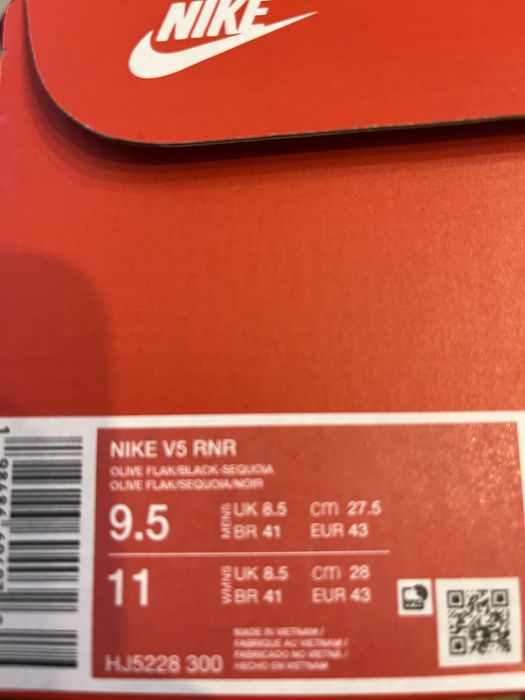 NIKE
NIKE V5 RNR
OLIVE FLAK/BLACK-SEQUOIA
OLIVE FLAK/SEQUOIA/NOIR
9.5 MENS UK 8.5 cm 27.5
BR 41 EUR 43
11 WMNS UK 8.5 cm 28
BR 41 EUR 43
MADE IN VIETNAM /
FABRIQUE AU VIETNAM /
FABRICADO NO VIETNÃ /
HECHO EN VIETNAM
HJ5228 300